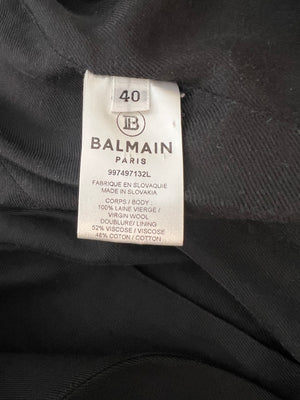 40
B
BALMAIN
PARIS
997497132L
FABRIQUE EN SLOVAQUIE
MADE IN SLOVAKIA
CORPS / BODY :
100% LAINE VIERGE /
VIRGIN WOOL
DOUBLURE/ LINING
52% VISCOSE / VISCOSE
48% COTON / COTTON